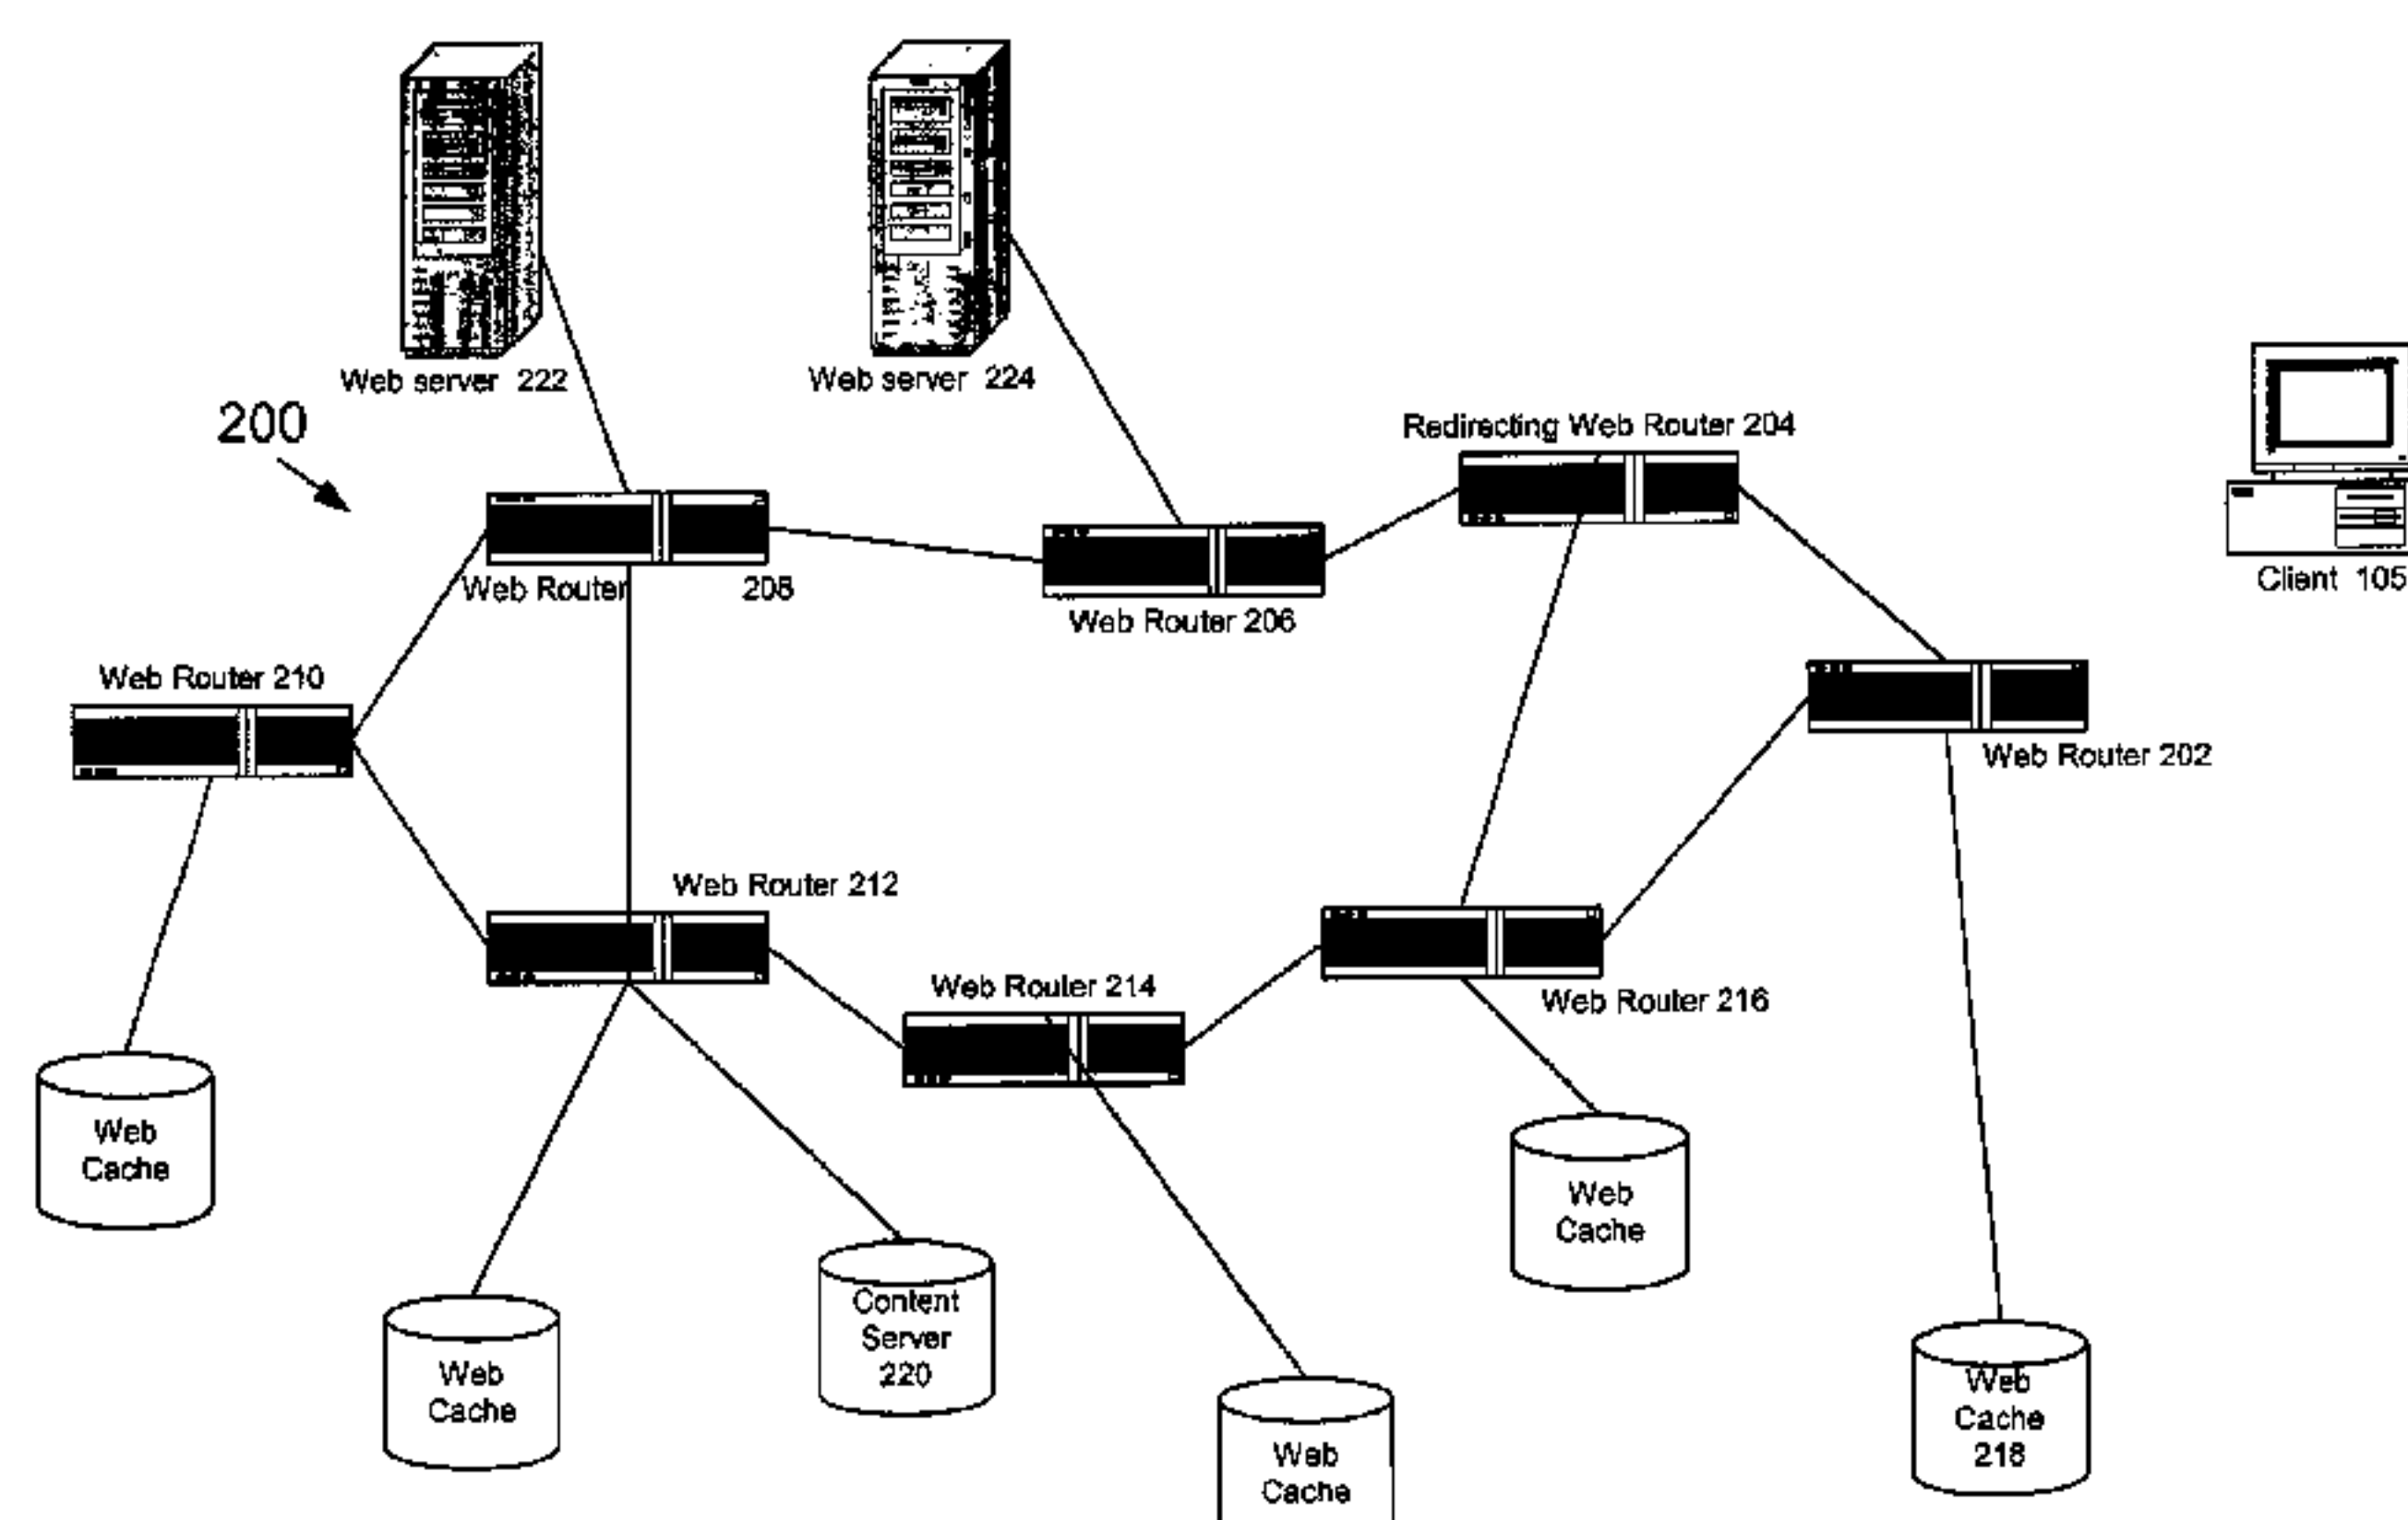 Web server 222
Web server 224
200
Redirecting Web Router 204
Client 105
Web Router 208
Web Router 206
Web Router 210
Web Router 202
Web Router 212
Web Router 214
Web Router 216
Web
Cache
Web
Cache
Content
Server
220
Web
Cache
Web
Cache
Web
Cache
218